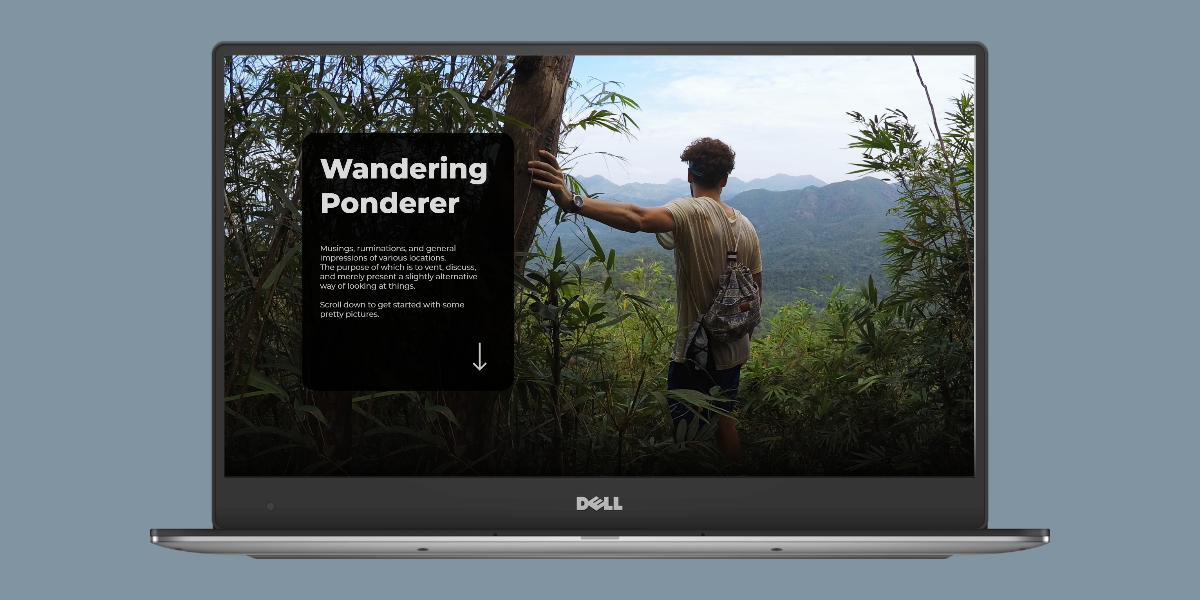 Wandering
Ponderer
Musings, ruminations, and general
impressions of various locations.
The purpose of which is to vent, discuss,
and merely present a slightly alternative
way of looking at things.
Scroll down to get started with some
pretty pictures.
DELL